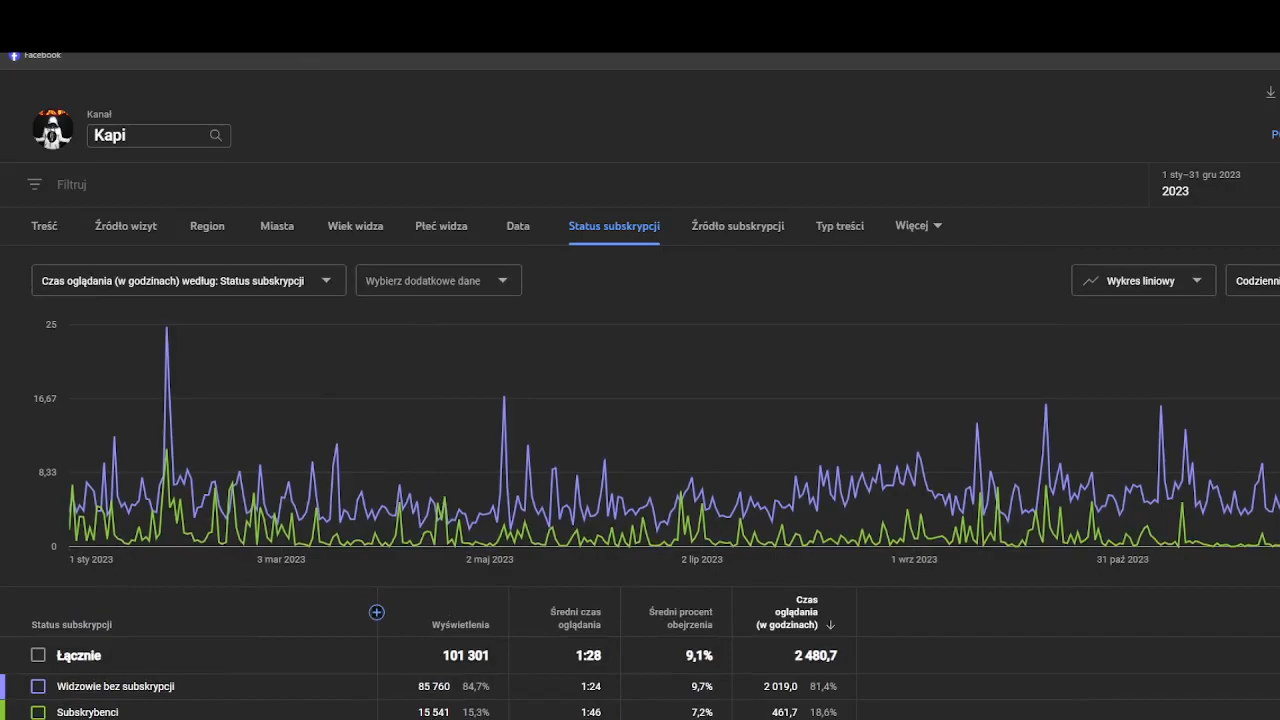 Facebook
Kanał
Kapi
Filtruj
1 sty–31 gru 2023
2023
Treść Źródło wizyt Region Miasta Wiek widza Płeć widza Data Status subskrypcji Źródło subskrypcji Typ treści Więcej
Czas oglądania (w godzinach) według: Status subskrypcji Wybierz dodatkowe dane Wykres liniowy
25
16,67
8,33
0
1 sty 2023 3 mar 2023 2 maj 2023 2 lip 2023 1 wrz 2023 31 paź 2023
Status subskrypcji
Wyświetlenia
Średni czas
oglądania
Średni procent
obejrzenia
Czas
oglądania
(w godzinach)
Łącznie 101 301 1:28 9,1% 2 480,7
Widzowie bez subskrypcji 85 760 84,7% 1:24 9,7% 2 019,0 81,4%
Subskrybenci 15 541 15,3% 1:46 7,2% 461,7 18,6%